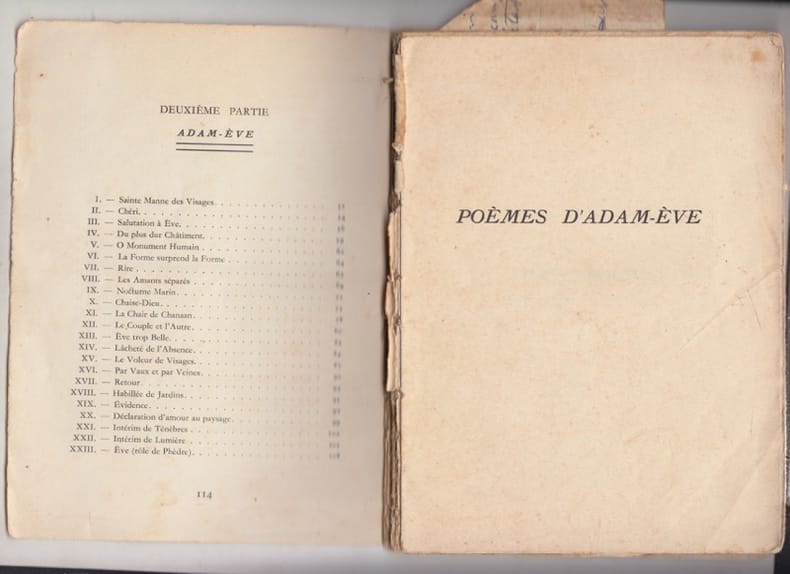 DEUXIÈME PARTIE
ADAM-ÈVE
I. — Sainte Manne des Visages
II. — Chéri
III. — Salutation à Ève
IV. — Du plus dur Châtiment
V. — O Monument Humain
VI. — La Forme surprend la Forme
VII. — Rite
VIII. — Les Amants séparés
IX. — Nocturne Marin
X. — Chaise-Dieu
XI. — La Chair de Chanaan
XII. — Le Couple et l'Autre
XIII. — Ève trop Belle
XIV. — Lâcheté de l'Absence
XV. — Le Voleur de Visages
XVI. — Par Vaux et par Veines
XVII. — Retour
XVIII. — Habillée de Jardins
XIX. — Évidence
XX. — Déclaration d'amour au paysage
XXI. — Intérim de Ténèbres
XXII. — Intérim de Lumière
XXIII. — Ève (rôle de Phèdre)
114
POÈMES D'ADAM-ÈVE